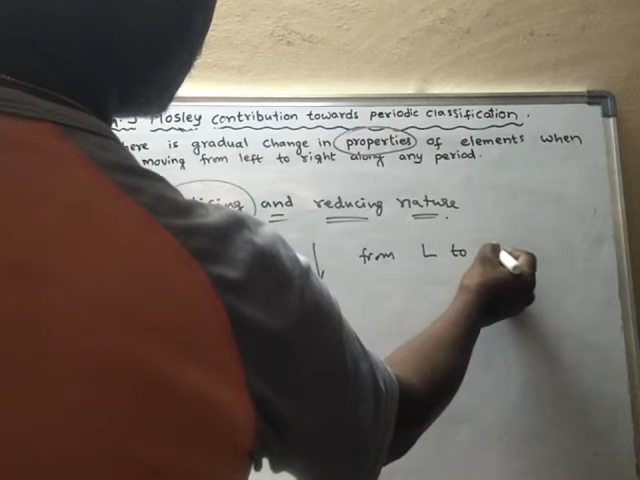 Mosley contribution towards periodic classification.
is gradual change in properties of elements when
moving from left to right along any period.
and reducing nature.
from L to